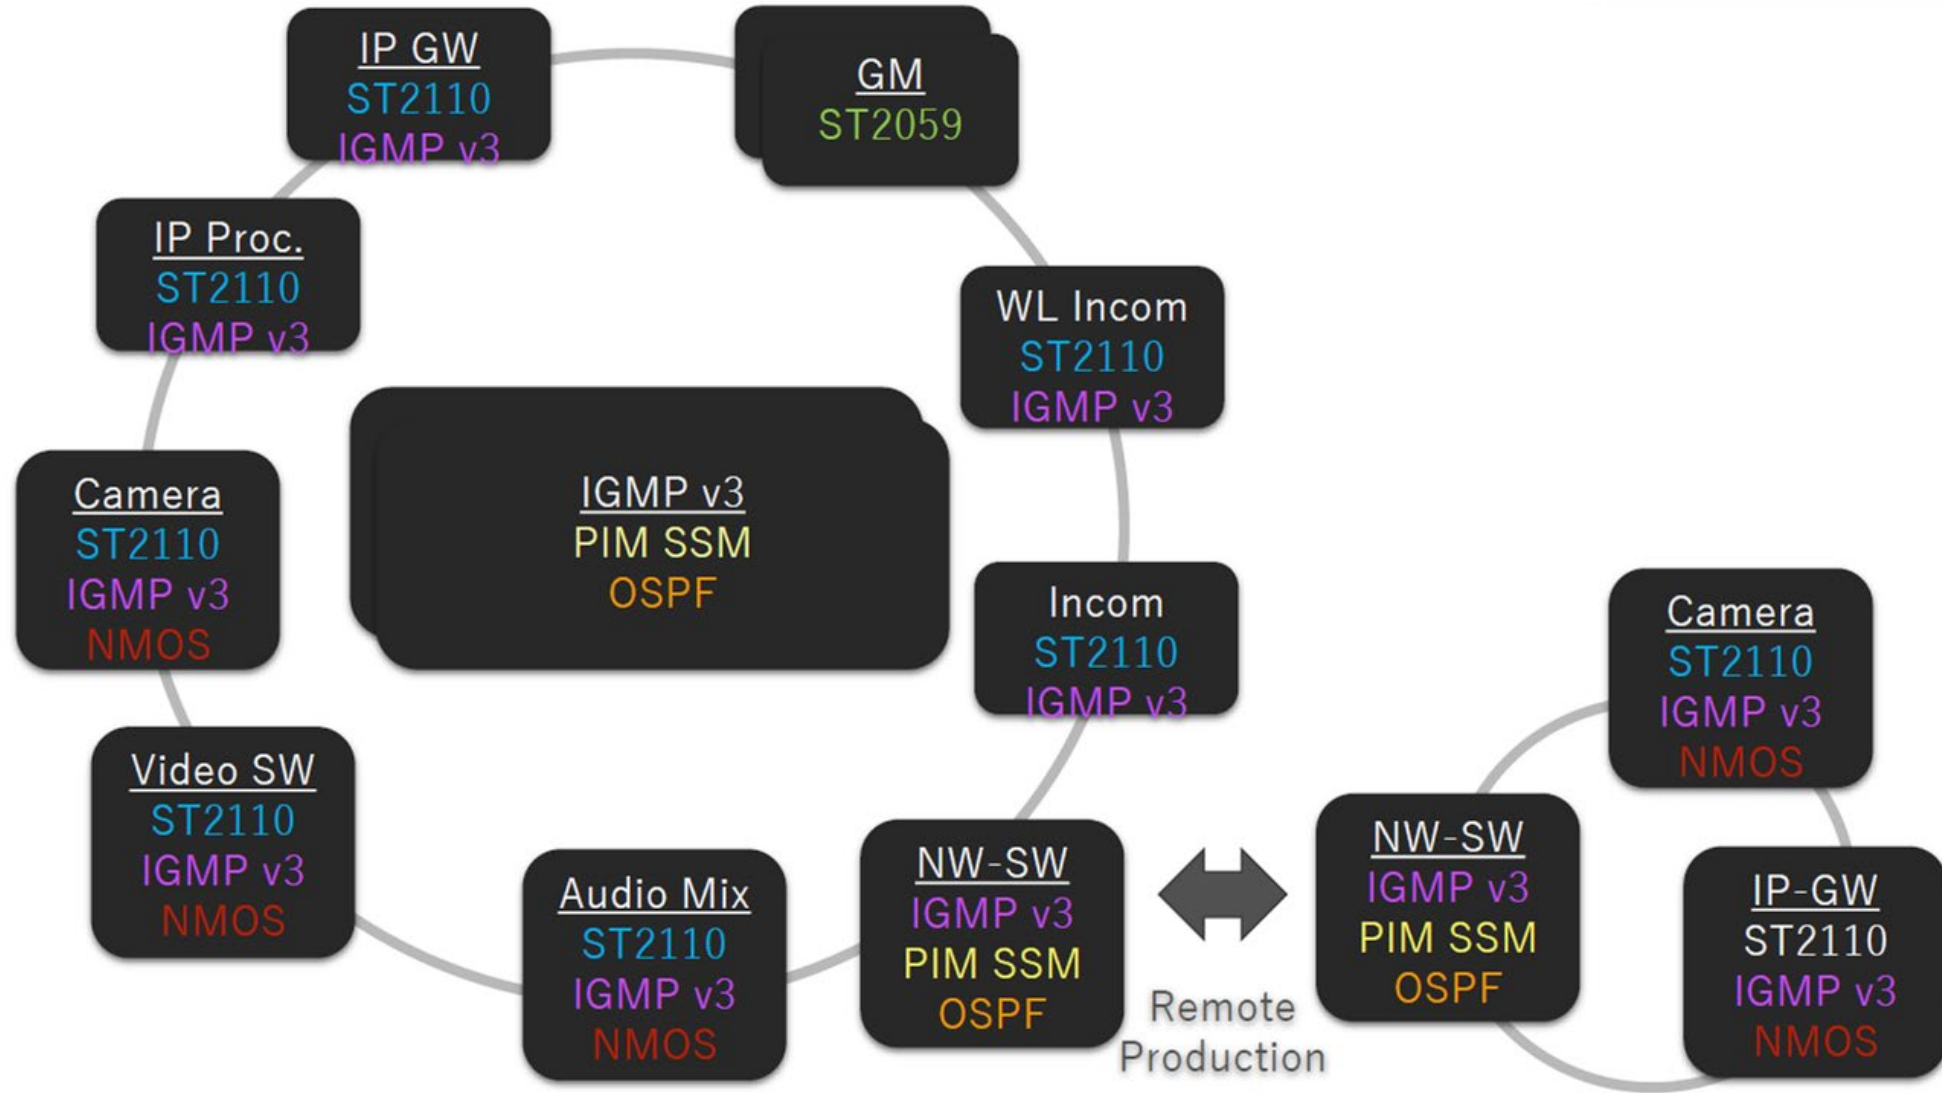 IP GW
ST2110
IGMP v3
GM
ST2059
IP Proc.
ST2110
IGMP v3
WL Incom
ST2110
IGMP v3
Camera
ST2110
IGMP v3
NMOS
IGMP v3
PIM SSM
OSPF
Incom
ST2110
IGMP v3
Video SW
ST2110
IGMP v3
NMOS
Audio Mix
ST2110
IGMP v3
NMOS
NW-SW
IGMP v3
PIM SSM
OSPF
Remote
Production
NW-SW
IGMP v3
PIM SSM
OSPF
Camera
ST2110
IGMP v3
NMOS
IP-GW
ST2110
IGMP v3
NMOS